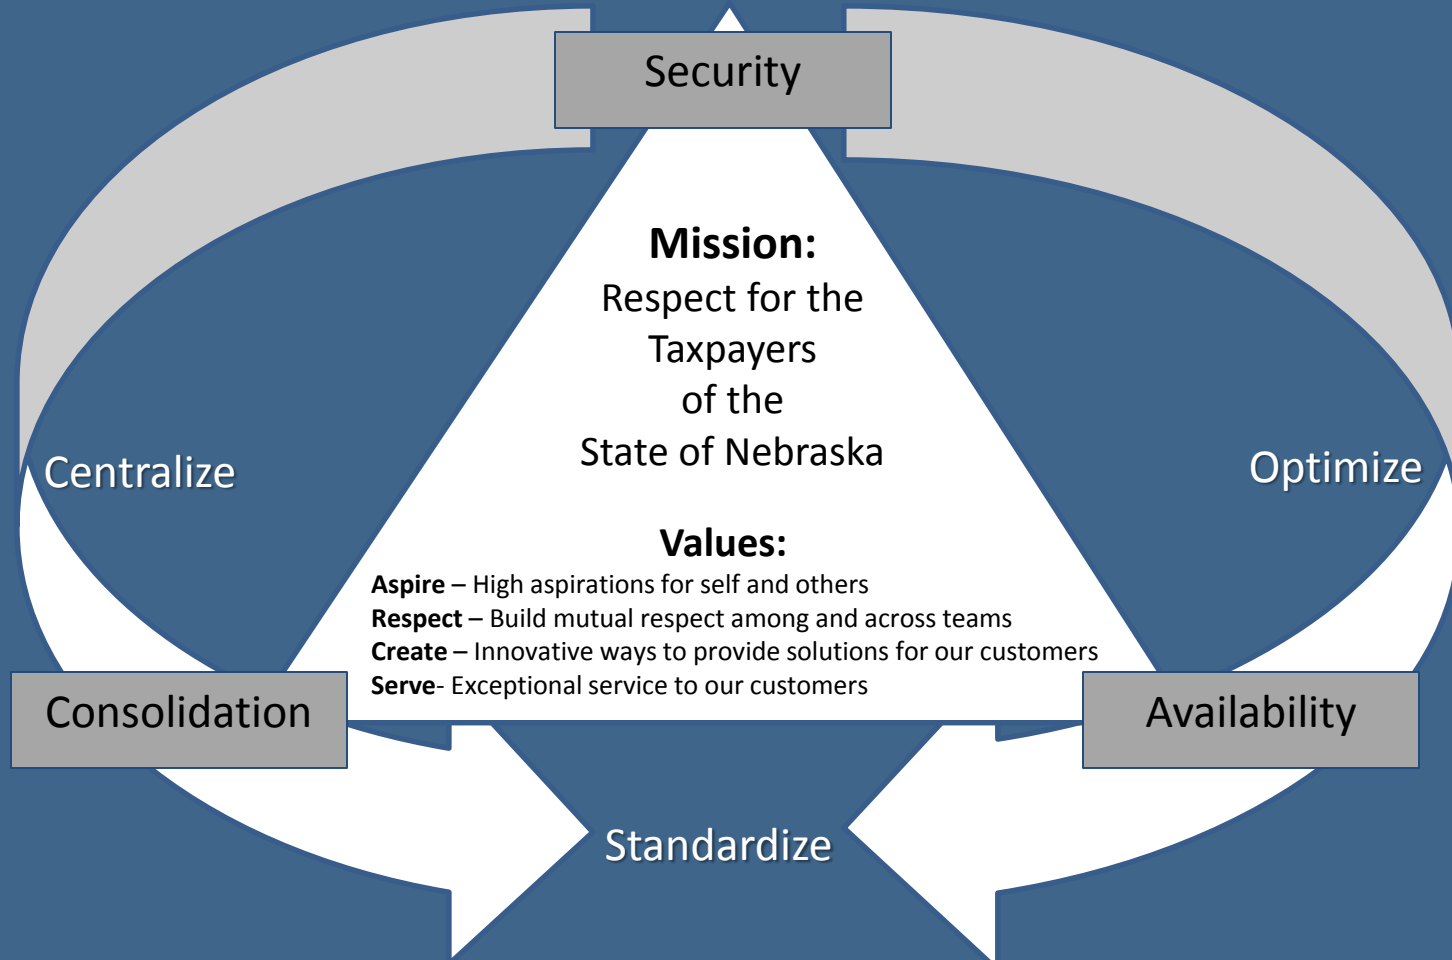 Security
Mission:
Respect for the
Taxpayers
of the
State of Nebraska
Centralize
Optimize
Values:
Aspire – High aspirations for self and others
Respect – Build mutual respect among and across teams
Create – Innovative ways to provide solutions for our customers
Serve- Exceptional service to our customers
Consolidation
Availability
Standardize